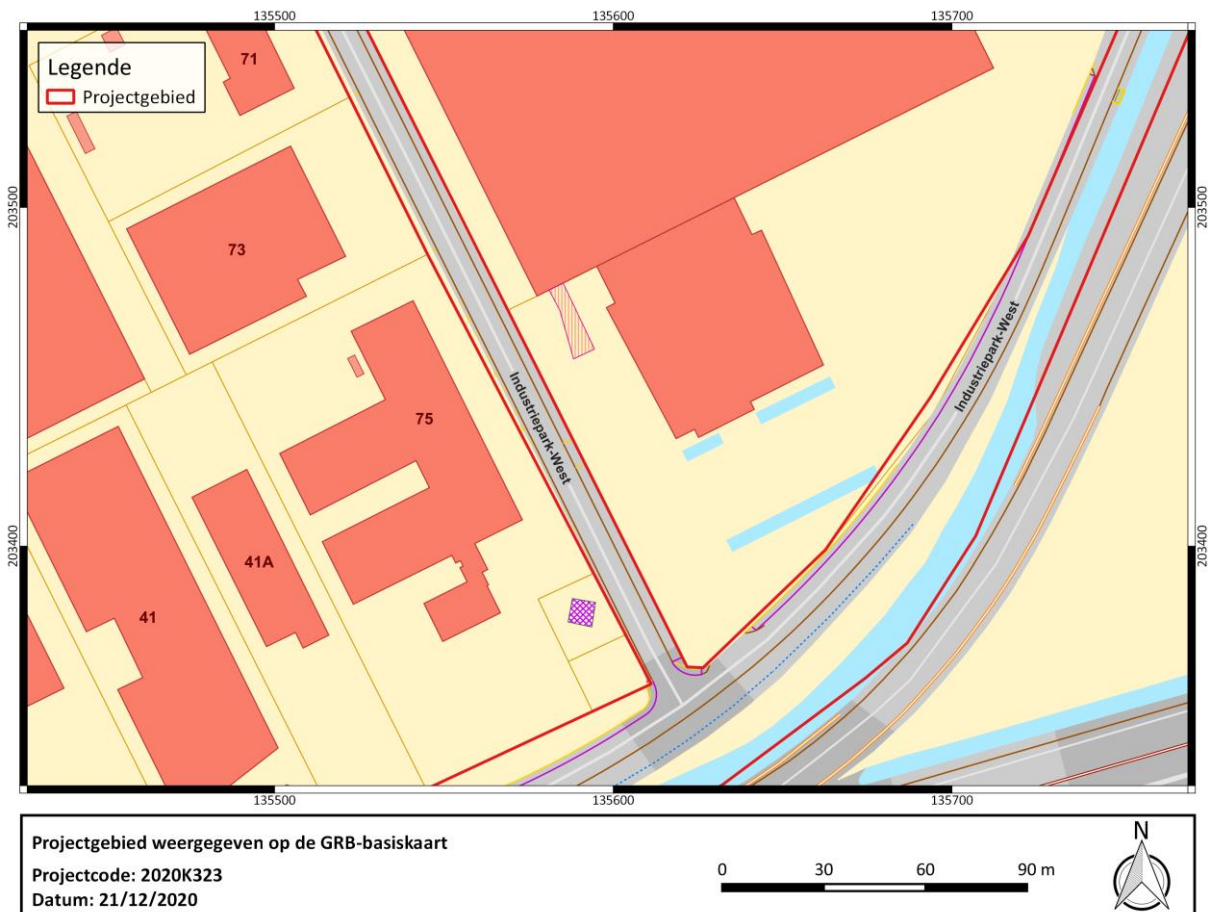 135500 135600 135700
Legende
Projectgebied
71
203500 203500
73
Industriepark-West
Industriepark-West
75
203400 203400
41A
41
135500 135600 135700
Projectgebied weergegeven op de GRB-basiskaart
Projectcode: 2020K323
Datum: 21/12/2020
0 30 60 90 m
N